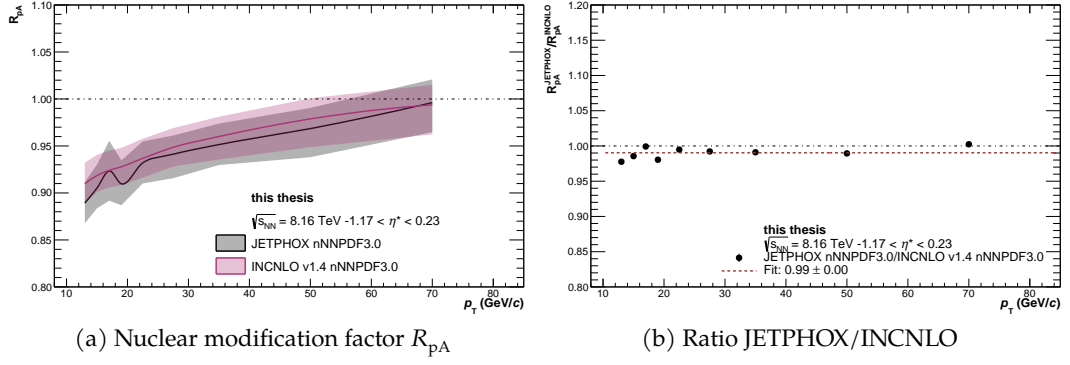 R_pA
1.10
1.05
1.00
0.95
0.90
0.85
0.80
this thesis
√s_NN = 8.16 TeV -1.17 < η* < 0.23
JETPHOX nNNPDF3.0
INCNLO v1.4 nNNPDF3.0
10 20 30 40 50 60 70 80
p_T (GeV/c)
(a) Nuclear modification factor R_pA
R_pA^JETPHOX/R_pA^INCNLO
1.20
1.15
1.10
1.05
1.00
0.95
0.90
0.85
0.80
this thesis
√s_NN = 8.16 TeV -1.17 < η* < 0.23
JETPHOX nNNPDF3.0/INCNLO v1.4 nNNPDF3.0
Fit: 0.99 ± 0.00
10 20 30 40 50 60 70 80
p_T (GeV/c)
(b) Ratio JETPHOX/INCNLO